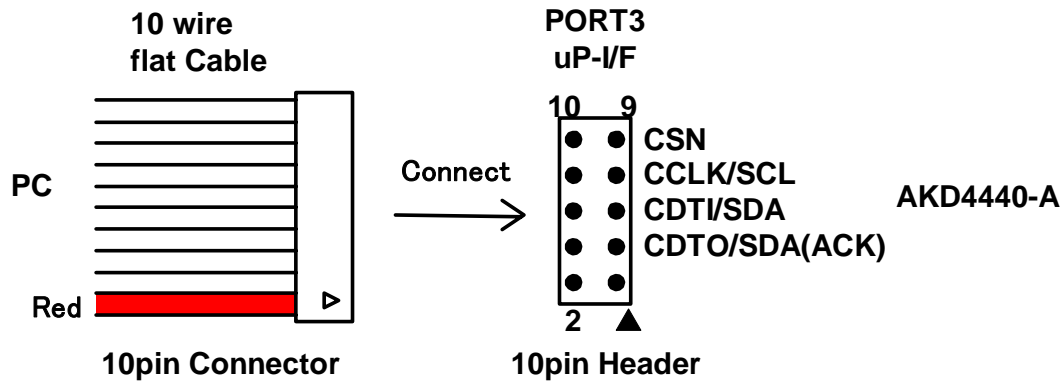 10 wire
flat Cable
PC
Red
10pin Connector
Connect
PORT3
uP-I/F
10 9
CSN
CCLK/SCL
CDTI/SDA
CDTO/SDA(ACK)
2
10pin Header
AKD4440-A